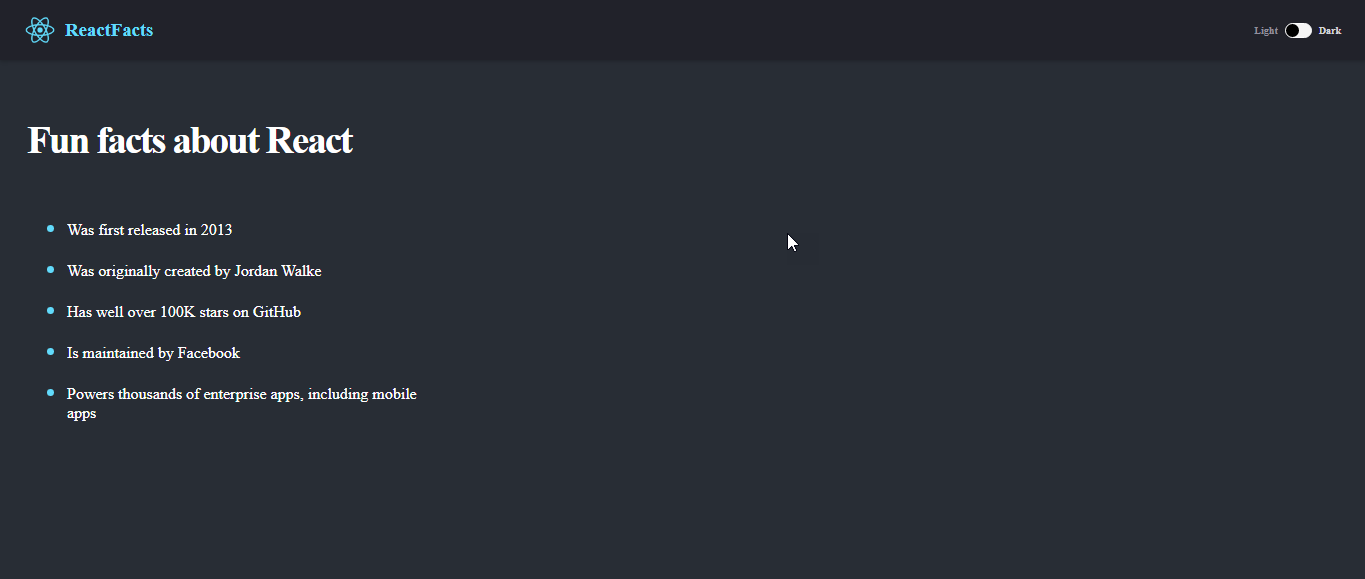 ReactFacts
Light Dark
Fun facts about React
Was first released in 2013
Was originally created by Jordan Walke
Has well over 100K stars on GitHub
Is maintained by Facebook
Powers thousands of enterprise apps, including mobile
apps